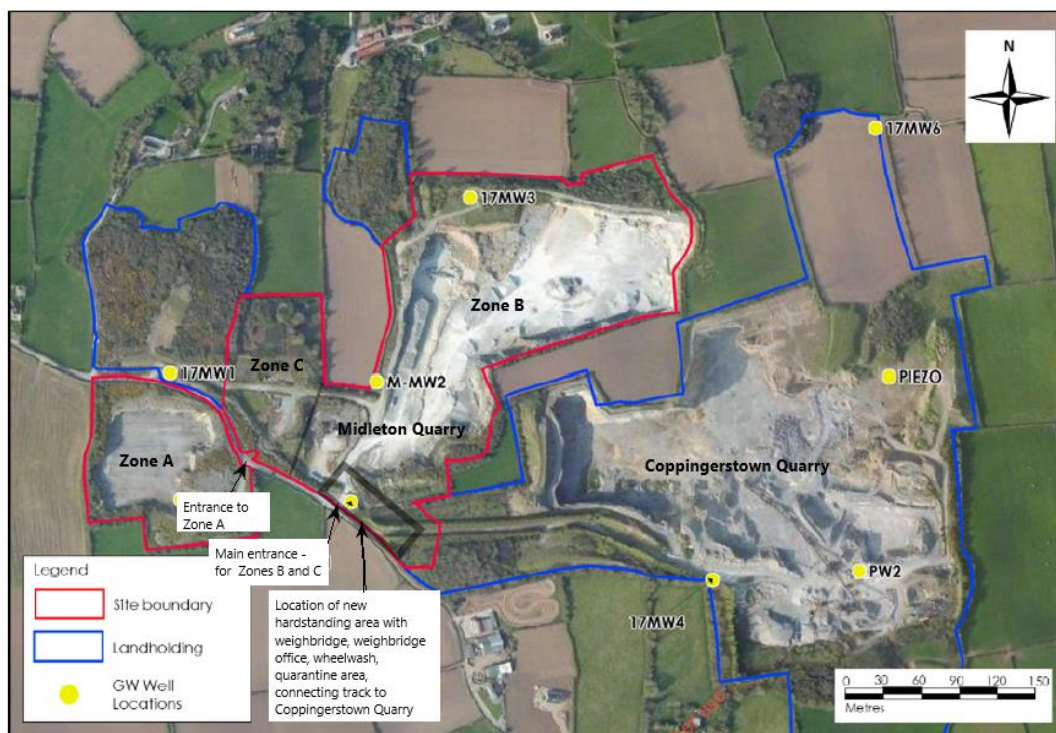 N
17MW6
17MW3
Zone B
Zone C
17MW1
M-MW2
PIEZO
Midleton Quarry
Zone A
Coppingerstown Quarry
Entrance to
Zone A
Main entrance -
for Zones B and C
PW2
17MW4
Legend
Site boundary
Landholding
GW Well
Locations
Location of new
hardstanding area with
weighbridge, weighbridge
office, wheelwash,
quarantine area,
connecting track to
Coppingerstown Quarry
0 30 60 90 120 150
Metres